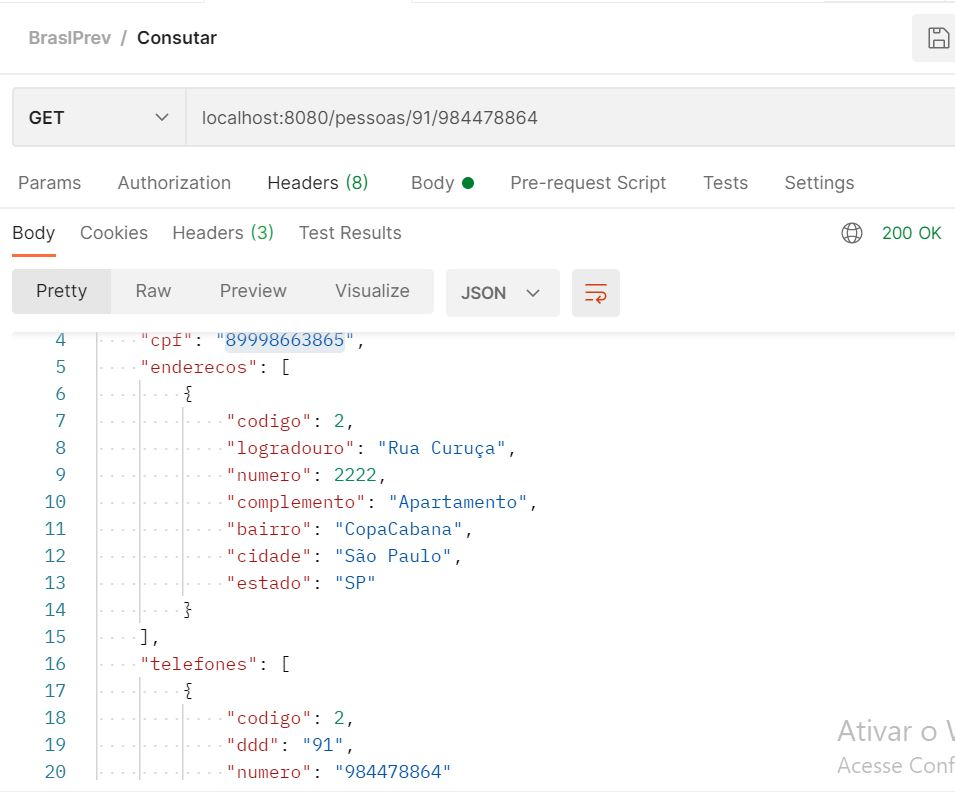 BraslPrev / Consutar
GET localhost:8080/pessoas/91/984478864
Params Authorization Headers (8) Body Pre-request Script Tests Settings
Body Cookies Headers (3) Test Results 200 OK
Pretty Raw Preview Visualize JSON
4 "cpf": "89998663865",
5 "enderecos": [
6 {
7 "codigo": 2,
8 "logradouro": "Rua Curuça",
9 "numero": 2222,
10 "complemento": "Apartamento",
11 "bairro": "CopaCabana",
12 "cidade": "São Paulo",
13 "estado": "SP"
14 }
15 ],
16 "telefones": [
17 {
18 "codigo": 2,
19 "ddd": "91",
20 "numero": "984478864"
Ativar o
Acesse Conf